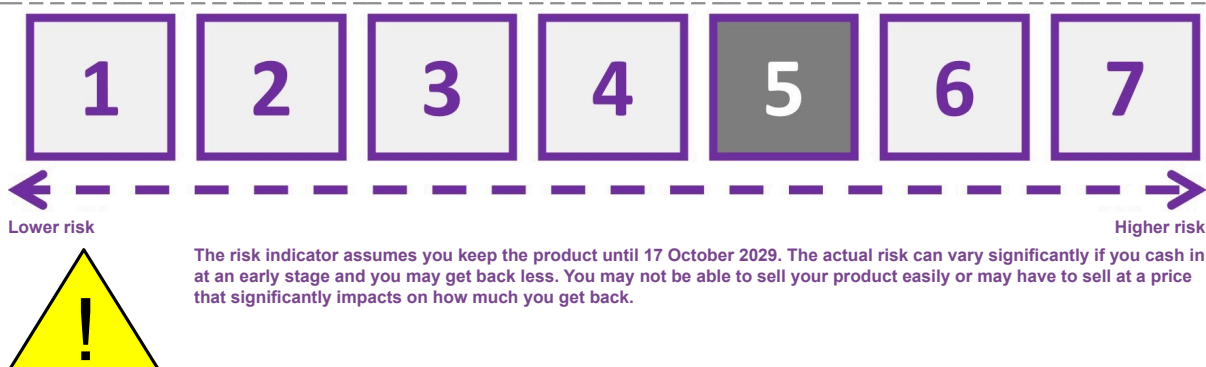 1 2 3 4 5 6 7
Lower risk Higher risk
The risk indicator assumes you keep the product until 17 October 2029. The actual risk can vary significantly if you cash in
at an early stage and you may get back less. You may not be able to sell your product easily or may have to sell at a price
that significantly impacts on how much you get back.
!